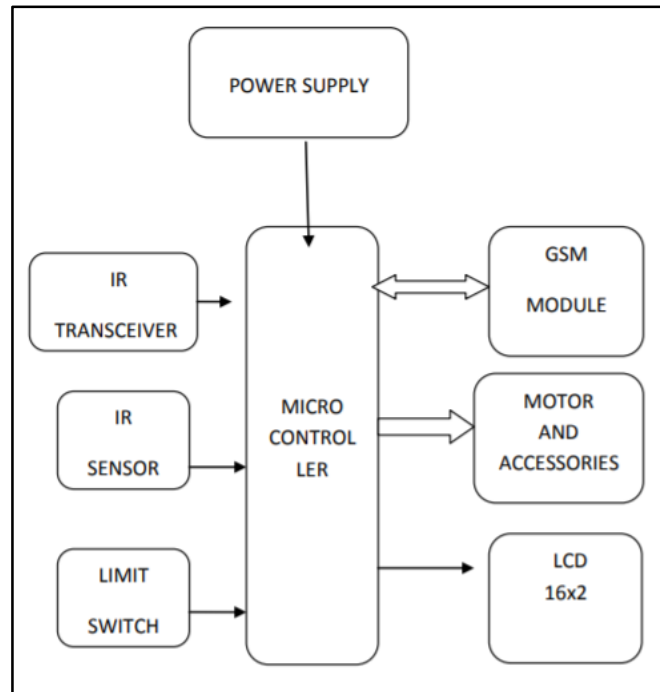 POWER SUPPLY
IR
TRANSCEIVER
IR
SENSOR
LIMIT
SWITCH
MICRO
CONTROL
LER
GSM
MODULE
MOTOR
AND
ACCESSORIES
LCD
16x2